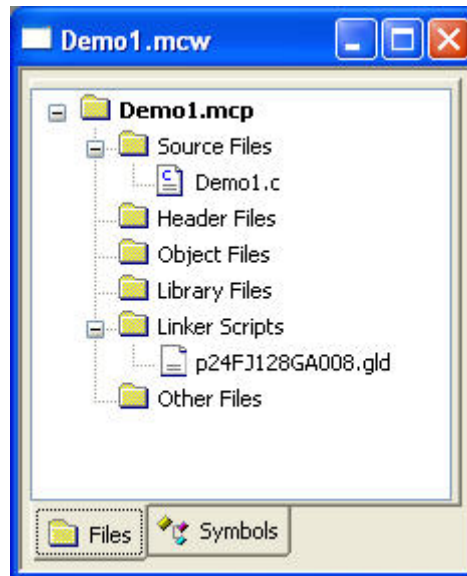 Demo1.mcw
Demo1.mcp
Source Files
Demo1.c
Header Files
Object Files
Library Files
Linker Scripts
p24FJ128GA008.gld
Other Files
Files Symbols